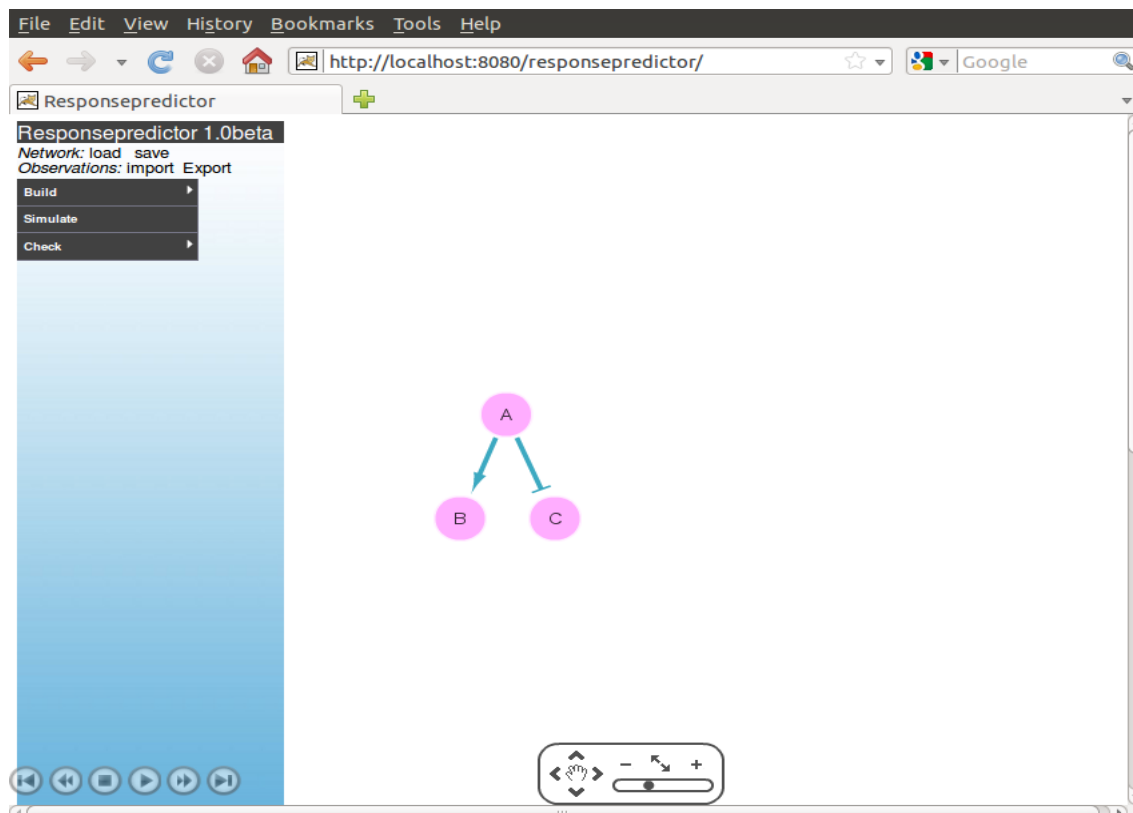 File Edit View History Bookmarks Tools Help
http://localhost:8080/responsepredictor/ Google
Responsepredictor
Responsepredictor 1.0beta
Network: load save
Observations: import Export
Build
Simulate
Check
A
B C